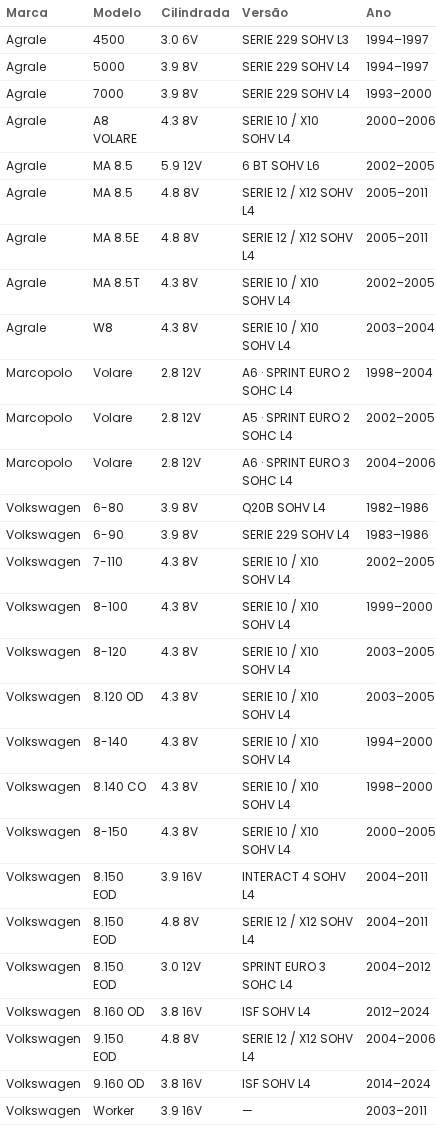 Marca Modelo Cilindrada Versão Ano
Agrale 4500 3.0 6V SERIE 229 SOHV L3 1994–1997
Agrale 5000 3.9 8V SERIE 229 SOHV L4 1994–1997
Agrale 7000 3.9 8V SERIE 229 SOHV L4 1993–2000
Agrale A8 4.3 8V SERIE 10 / X10 2000–2006
VOLARE SOHV L4
Agrale MA 8.5 5.9 12V 6 BT SOHV L6 2002–2005
Agrale MA 8.5 4.8 8V SERIE 12 / X12 SOHV 2005–2011
L4
Agrale MA 8.5E 4.8 8V SERIE 12 / X12 SOHV 2005–2011
L4
Agrale MA 8.5T 4.3 8V SERIE 10 / X10 2002–2005
SOHV L4
Agrale W8 4.3 8V SERIE 10 / X10 2003–2004
SOHV L4
Marcopolo Volare 2.8 12V A6 · SPRINT EURO 2 1998–2004
SOHC L4
Marcopolo Volare 2.8 12V A5 · SPRINT EURO 2 2002–2005
SOHC L4
Marcopolo Volare 2.8 12V A6 · SPRINT EURO 3 2004–2006
SOHC L4
Volkswagen 6-80 3.9 8V Q20B SOHV L4 1982–1986
Volkswagen 6-90 3.9 8V SERIE 229 SOHV L4 1983–1986
Volkswagen 7-110 4.3 8V SERIE 10 / X10 2002–2005
SOHV L4
Volkswagen 8-100 4.3 8V SERIE 10 / X10 1999–2000
SOHV L4
Volkswagen 8-120 4.3 8V SERIE 10 / X10 2003–2005
SOHV L4
Volkswagen 8.120 OD 4.3 8V SERIE 10 / X10 2003–2005
SOHV L4
Volkswagen 8-140 4.3 8V SERIE 10 / X10 1994–2000
SOHV L4
Volkswagen 8.140 CO 4.3 8V SERIE 10 / X10 1998–2000
SOHV L4
Volkswagen 8-150 4.3 8V SERIE 10 / X10 2000–2005
SOHV L4
Volkswagen 8.150 3.9 16V INTERACT 4 SOHV 2004–2011
EOD L4
Volkswagen 8.150 4.8 8V SERIE 12 / X12 SOHV 2004–2011
EOD L4
Volkswagen 8.150 3.0 12V SPRINT EURO 3 2004–2012
EOD SOHC L4
Volkswagen 8.160 OD 3.8 16V ISF SOHV L4 2012–2024
Volkswagen 9.150 4.8 8V SERIE 12 / X12 SOHV 2004–2006
EOD L4
Volkswagen 9.160 OD 3.8 16V ISF SOHV L4 2014–2024
Volkswagen Worker 3.9 16V — 2003–2011